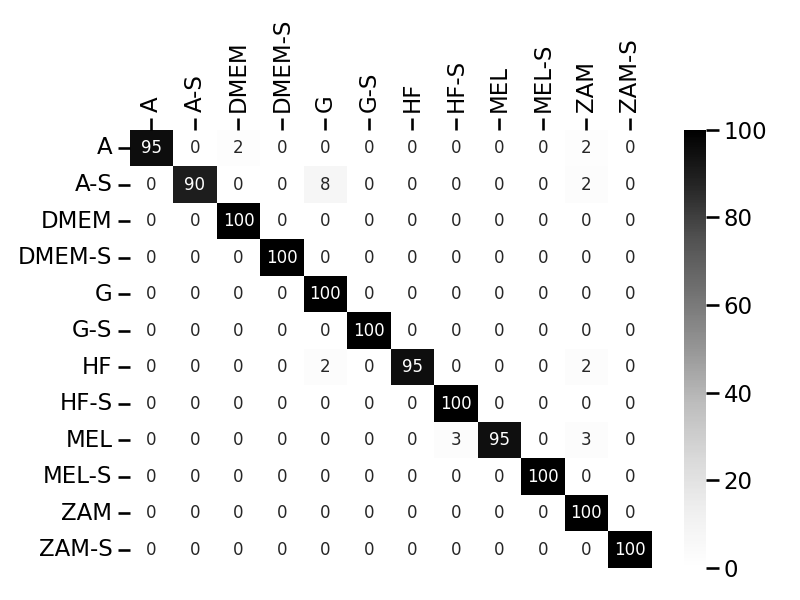 A A-S DMEM DMEM-S G G-S HF HF-S MEL MEL-S ZAM ZAM-S
A 95 0 2 0 0 0 0 0 0 0 2 0
A-S 0 90 0 0 8 0 0 0 0 0 2 0
DMEM 0 0 100 0 0 0 0 0 0 0 0 0
DMEM-S 0 0 0 100 0 0 0 0 0 0 0 0
G 0 0 0 0 100 0 0 0 0 0 0 0
G-S 0 0 0 0 0 100 0 0 0 0 0 0
HF 0 0 0 0 2 0 95 0 0 0 2 0
HF-S 0 0 0 0 0 0 0 100 0 0 0 0
MEL 0 0 0 0 0 0 0 3 95 0 3 0
MEL-S 0 0 0 0 0 0 0 0 0 100 0 0
ZAM 0 0 0 0 0 0 0 0 0 0 100 0
ZAM-S 0 0 0 0 0 0 0 0 0 0 0 100
100
80
60
40
20
0